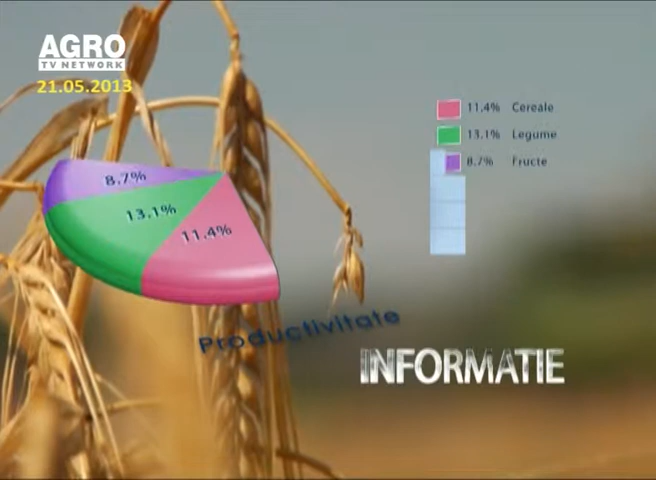 AGRO
TV NETWORK
21.05.2013
11.4% Cereale
13.1% Legume
8.7% Fructe
8.7%
13.1%
11.4%
Productivitate
INFORMATIE